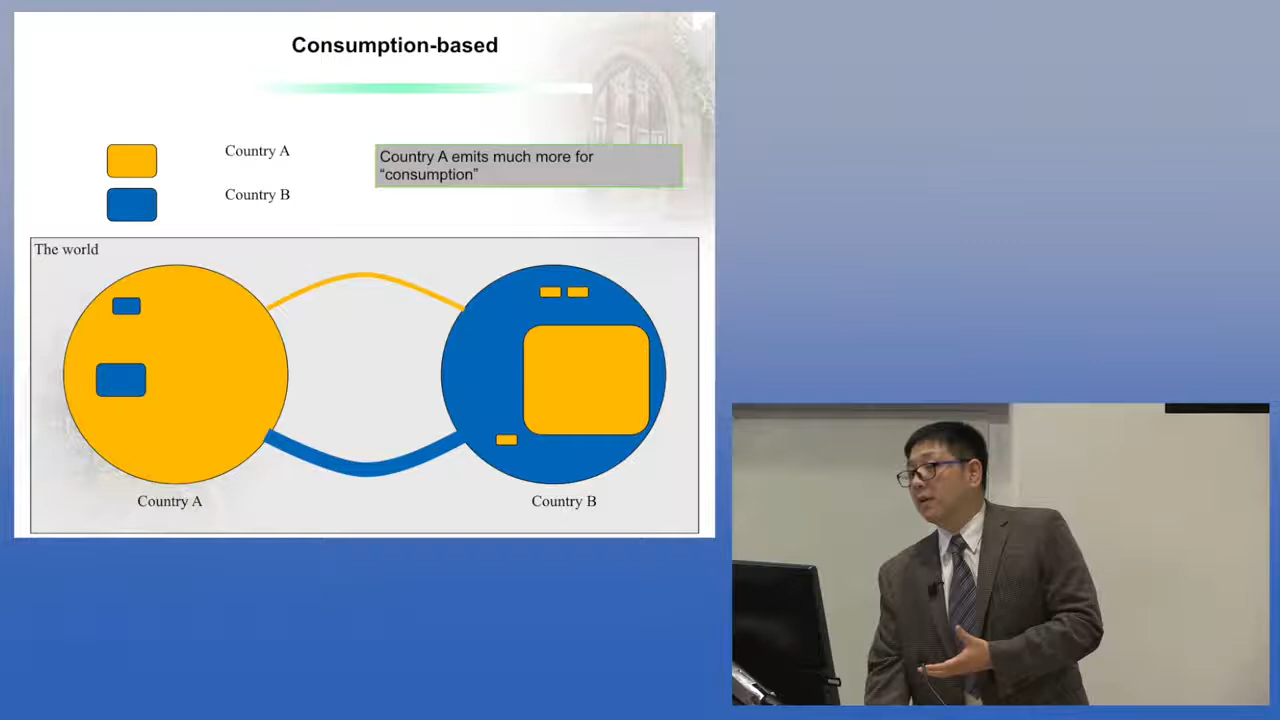 Consumption-based
Country A
Country A emits much more for
“consumption”
Country B
The world
Country A
Country B